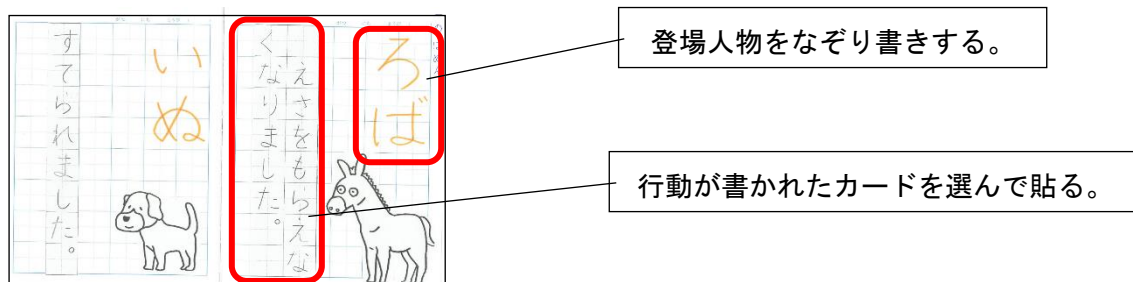 ろば
えさをもらえな
くなりました。
いぬ
すてられました。
登場人物をなぞり書きする。
行動が書かれたカードを選んで貼る。